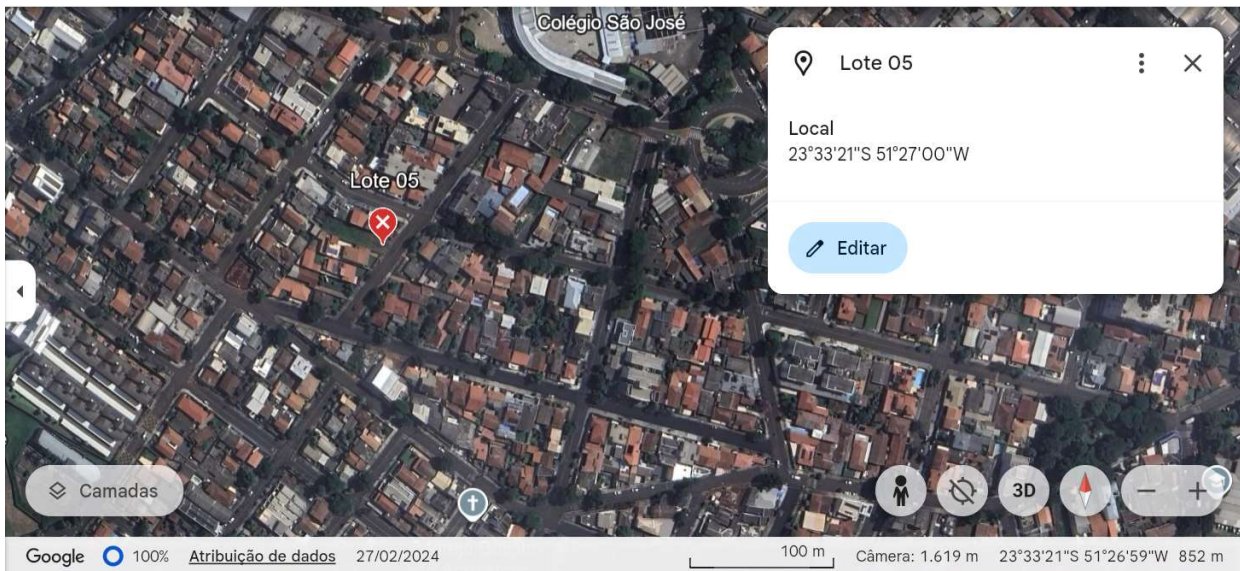 Colégio São José
Lote 05
Lote 05
Local
23°33'21"S 51°27'00"W
Editar
Camadas
3D
Google 100% Atribuição de dados 27/02/2024 100 m Câmera: 1.619 m 23°33'21"S 51°26'59"W 852 m